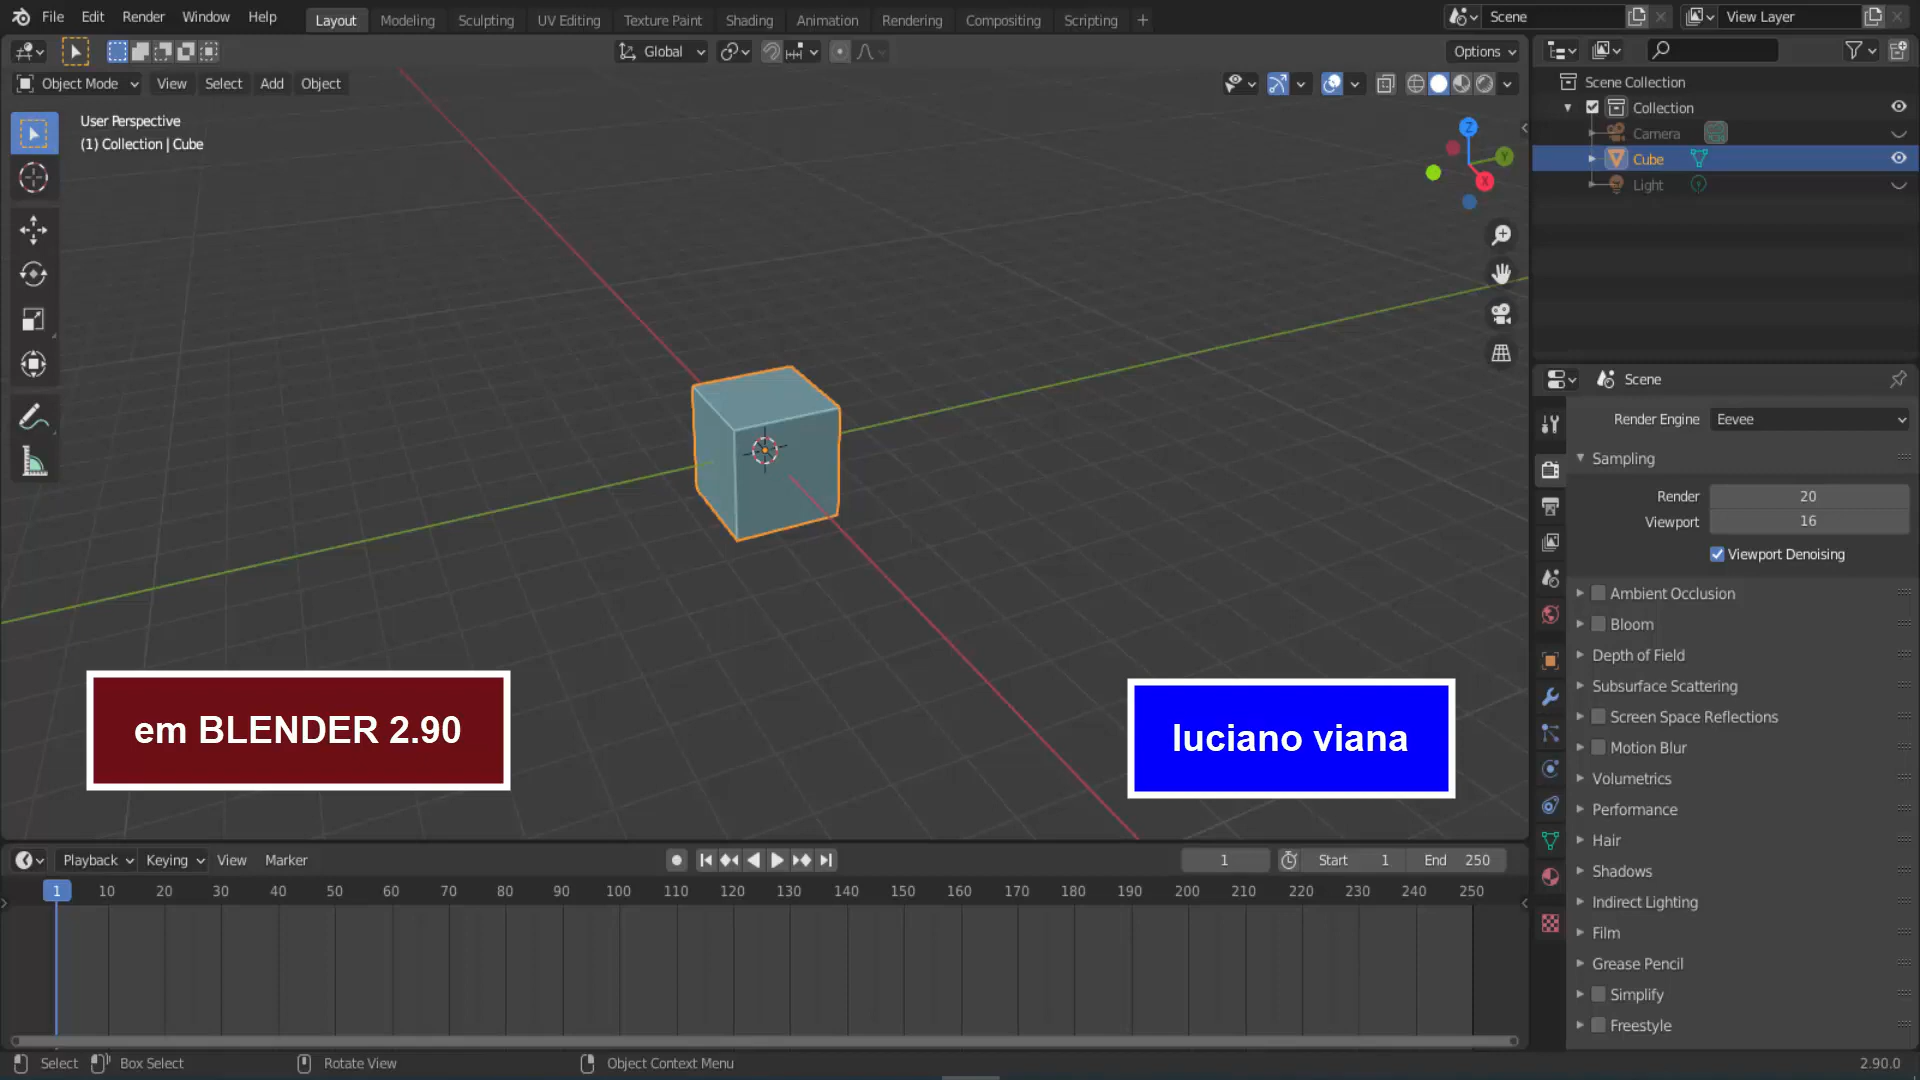 File Edit Render Window Help Layout Modeling Sculpting UV Editing Texture Paint Shading Animation Rendering Compositing Scripting + Scene View Layer
Global Options
Object Mode View Select Add Object
User Perspective
(1) Collection | Cube
Z
Y
X
em BLENDER 2.90
luciano viana
Scene Collection
Collection
Camera
Cube
Light
Scene
Render Engine Eevee
Sampling
Render 20
Viewport 16
Viewport Denoising
Ambient Occlusion
Bloom
Depth of Field
Subsurface Scattering
Screen Space Reflections
Motion Blur
Volumetrics
Performance
Hair
Shadows
Indirect Lighting
Film
Grease Pencil
Simplify
Freestyle
Playback Keying View Marker 1 Start 1 End 250
1 10 20 30 40 50 60 70 80 90 100 110 120 130 140 150 160 170 180 190 200 210 220 230 240 250
Select Box Select Rotate View Object Context Menu 2.90.0